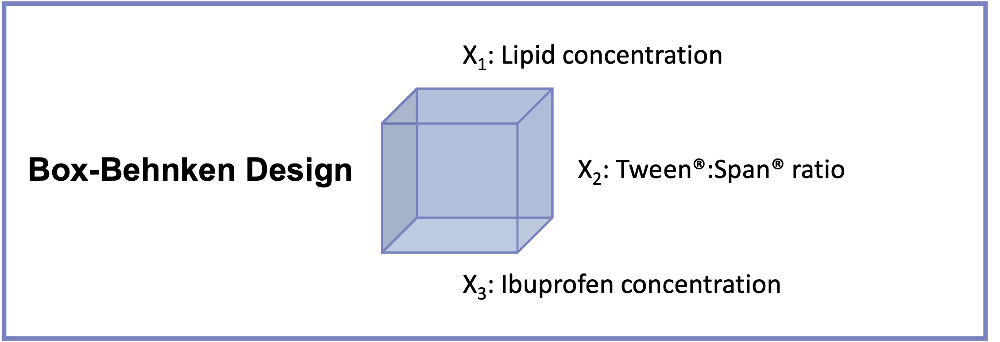 X₁: Lipid concentration
Box-Behnken Design
X₂: Tween®:Span® ratio
X₃: Ibuprofen concentration